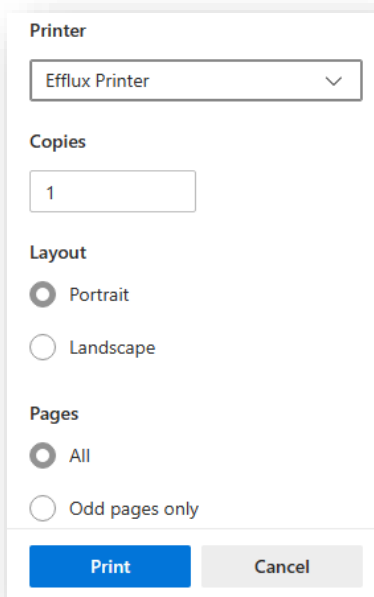 Printer
Efflux Printer
Copies
1
Layout
Portrait
Landscape
Pages
All
Odd pages only
Print Cancel